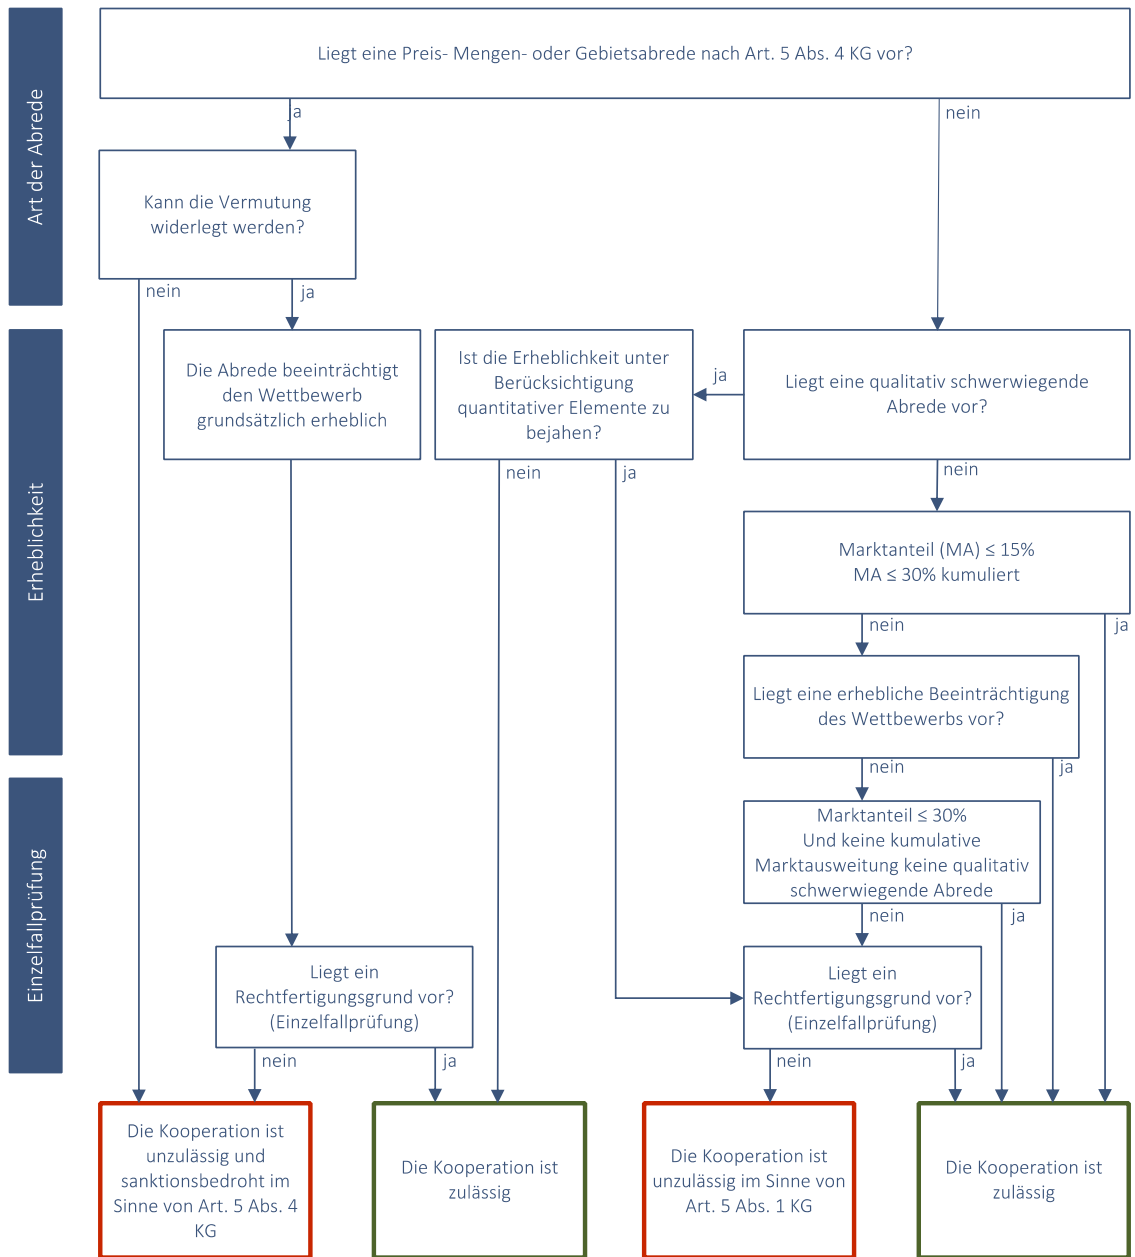 Art der Abrede
Liegt eine Preis- Mengen- oder Gebietsabrede nach Art. 5 Abs. 4 KG vor?
ja
nein
Kann die Vermutung
widerlegt werden?
nein
ja
Erheblichkeit
Die Abrede beeinträchtigt
den Wettbewerb
grundsätzlich erheblich
Ist die Erheblichkeit unter
Berücksichtigung
quantitativer Elemente zu
bejahen?
ja
Liegt eine qualitativ schwerwiegende
Abrede vor?
nein
ja
nein
Marktanteil (MA) ≤ 15%
MA ≤ 30% kumuliert
nein
ja
Liegt eine erhebliche Beeinträchtigung
des Wettbewerbs vor?
nein
ja
Einzelfallprüfung
Marktanteil ≤ 30%
Und keine kumulative
Marktausweitung keine qualitativ
schwerwiegende Abrede
nein
ja
Liegt ein
Rechtfertigungsgrund vor?
(Einzelfallprüfung)
nein
ja
Liegt ein
Rechtfertigungsgrund vor?
(Einzelfallprüfung)
nein
ja
Die Kooperation ist
unzulässig und
sanktionsbedroht im
Sinne von Art. 5 Abs. 4
KG
Die Kooperation ist
zulässig
Die Kooperation ist
unzulässig im Sinne von
Art. 5 Abs. 1 KG
Die Kooperation ist
zulässig